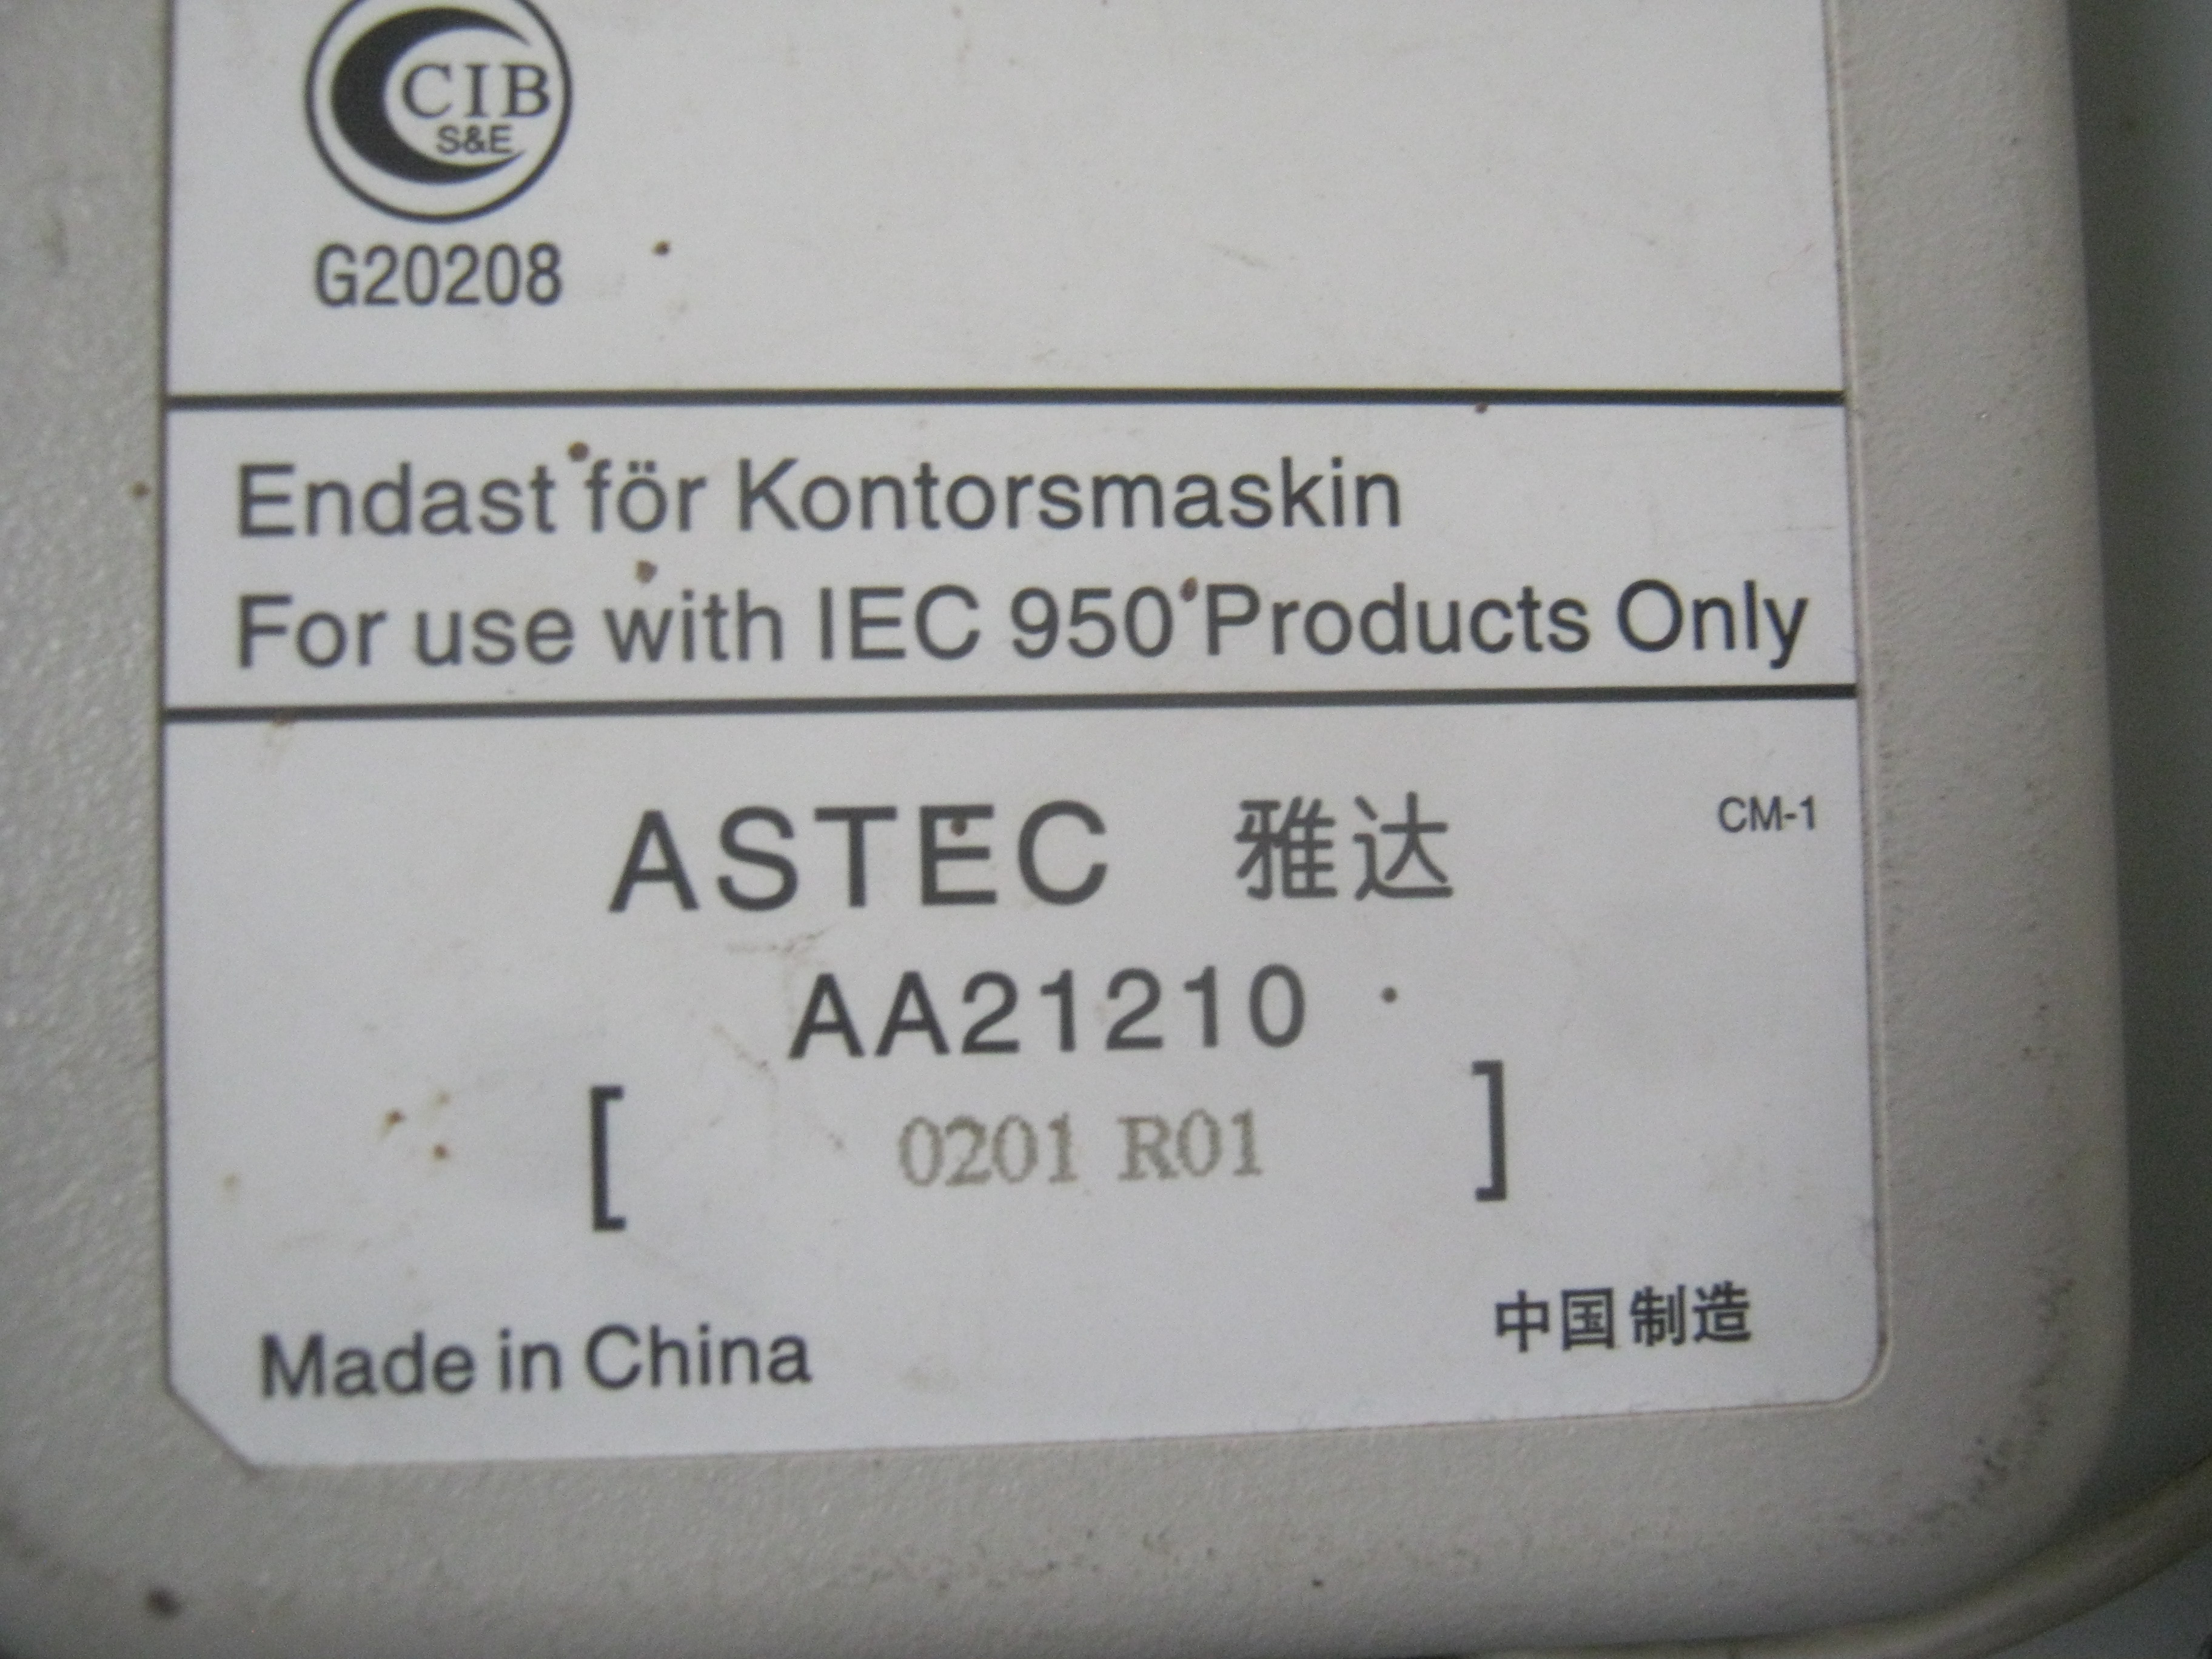 CIB
S&E
G20208
Endast för Kontorsmaskin
For use with IEC 950 Products Only
ASTEC 雅达 CM-1
AA21210
[ 0201 R01 ]
Made in China 中国制造